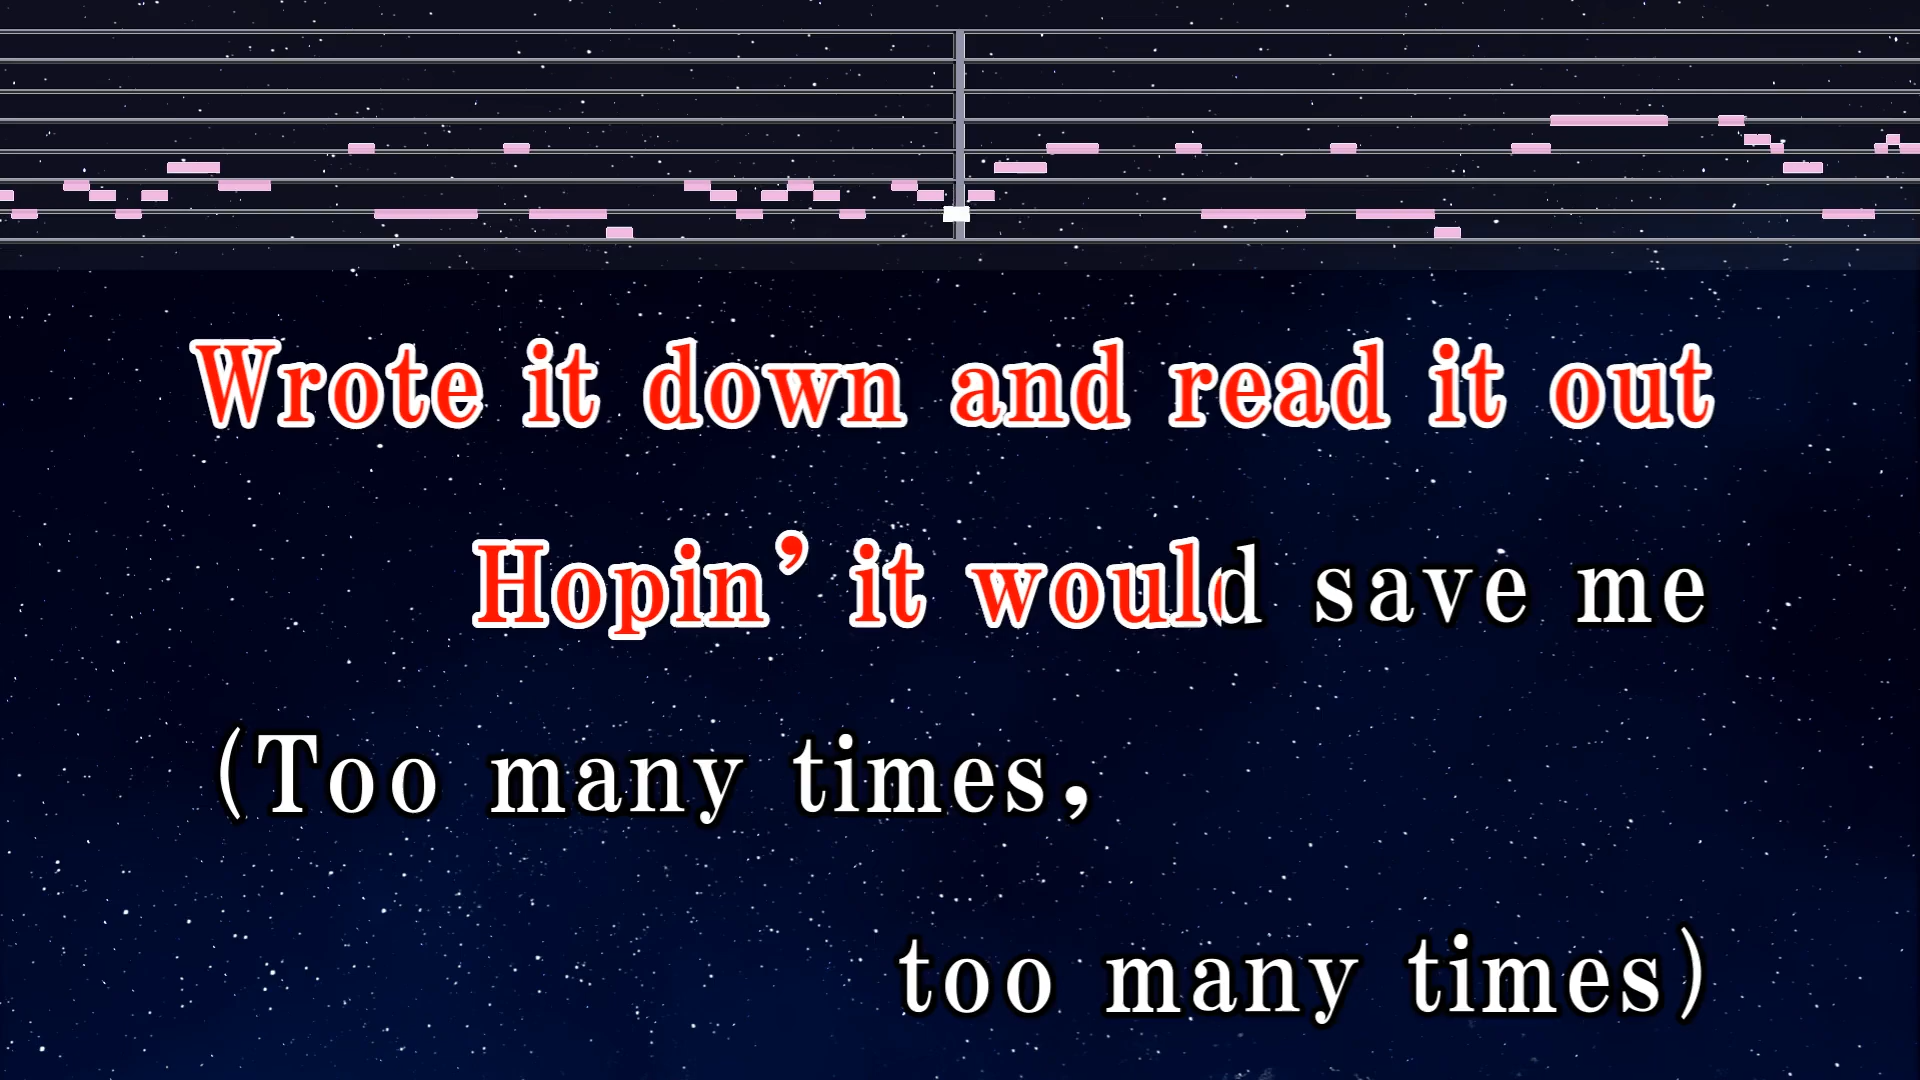 Wrote it down and read it out
Hopin’ it would save me
(Too many times,
too many times)